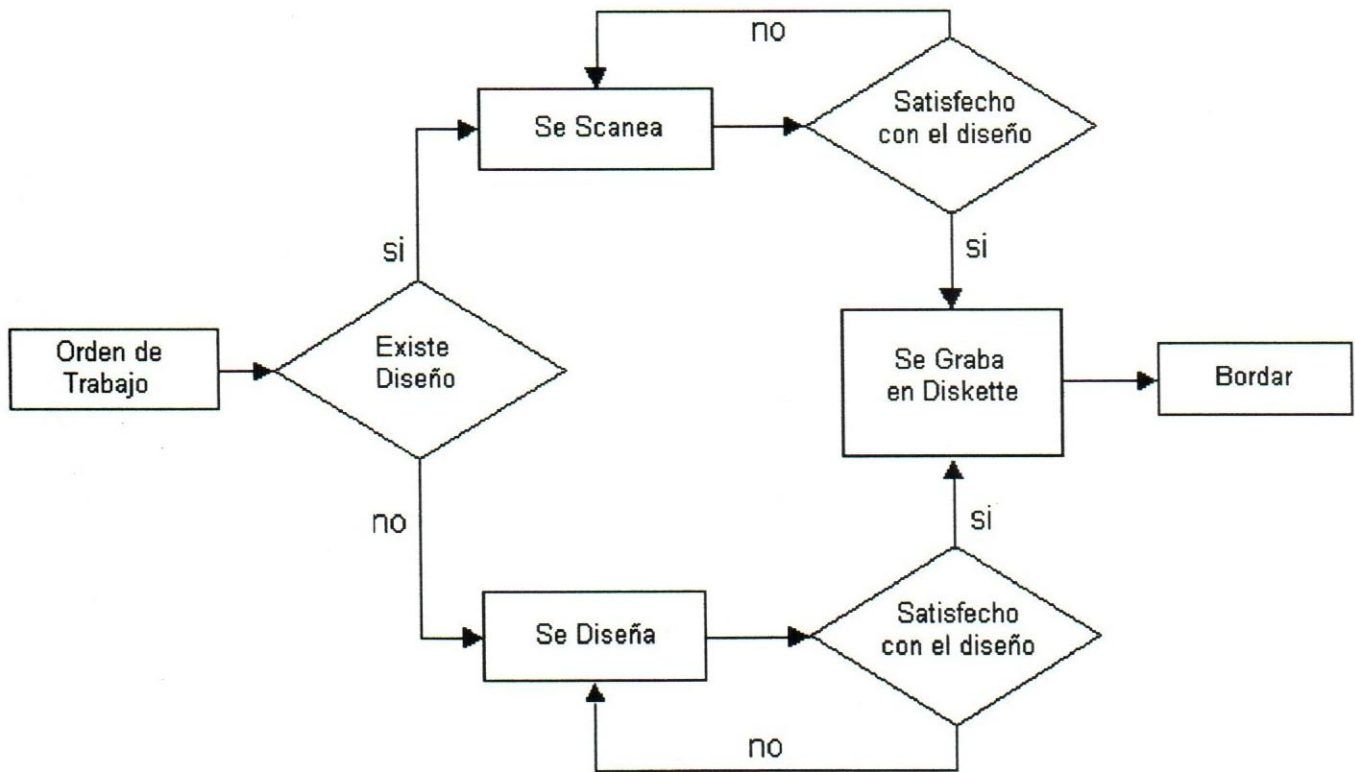 no
Se Scanea
Satisfecho
con el diseño
si
si
Orden de
Trabajo
Existe
Diseño
Se Graba
en Diskette
Bordar
no
si
Se Diseña
Satisfecho
con el diseño
no